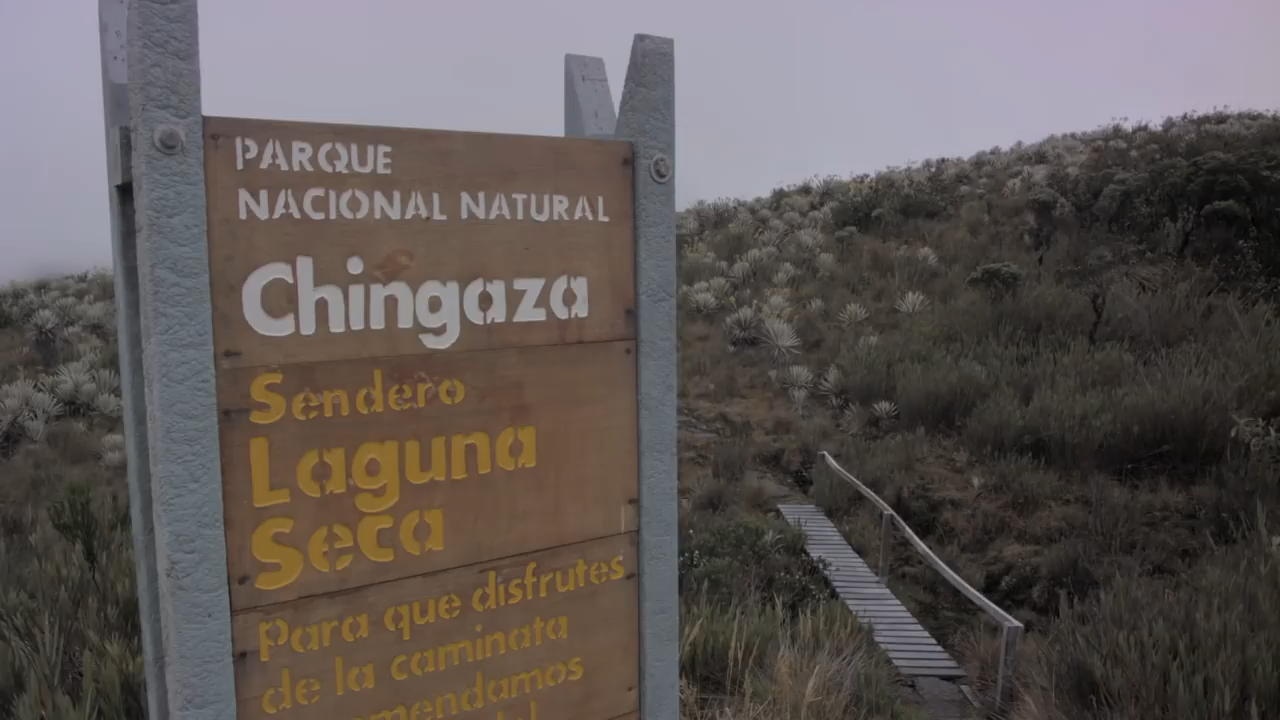 PARQUE
NACIONAL NATURAL
Chingaza
Sendero
Laguna
Seca
Para que disfrutes
de la caminata